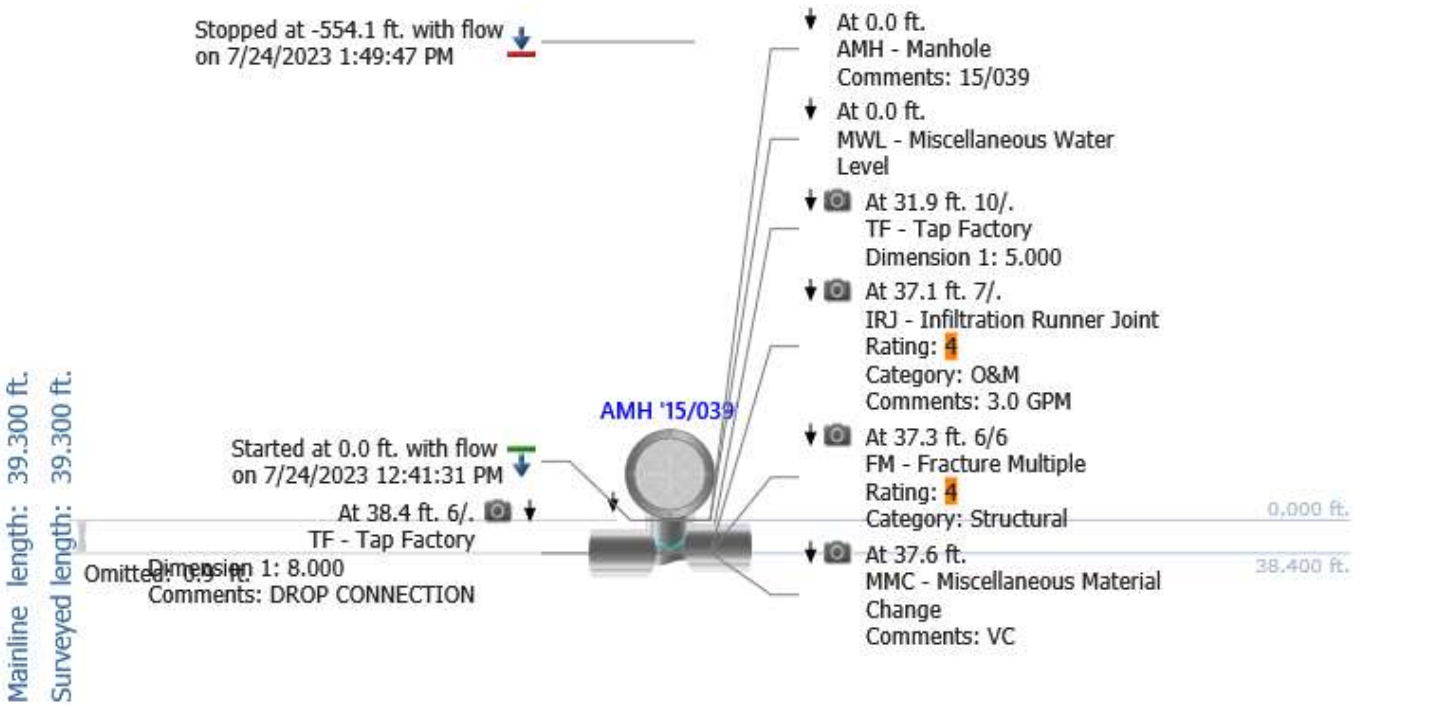 Stopped at -554.1 ft. with flow
on 7/24/2023 1:49:47 PM
At 0.0 ft.
AMH - Manhole
Comments: 15/039
At 0.0 ft.
MWL - Miscellaneous Water
Level
At 31.9 ft. 10/.
TF - Tap Factory
Dimension 1: 5.000
At 37.1 ft. 7/.
IRJ - Infiltration Runner Joint
Rating: 4
Category: O&M
Comments: 3.0 GPM
At 37.3 ft. 6/6
FM - Fracture Multiple
Rating: 4
Category: Structural
At 37.6 ft.
MMC - Miscellaneous Material
Change
Comments: VC
AMH '15/039
Started at 0.0 ft. with flow
on 7/24/2023 12:41:31 PM
At 38.4 ft. 6/.
TF - Tap Factory
Dimension 1: 8.000
Comments: DROP CONNECTION
Omitted: 0.9 ft.
0.000 ft.
38.400 ft.
Mainline length: 39.300 ft.
Surveyed length: 39.300 ft.